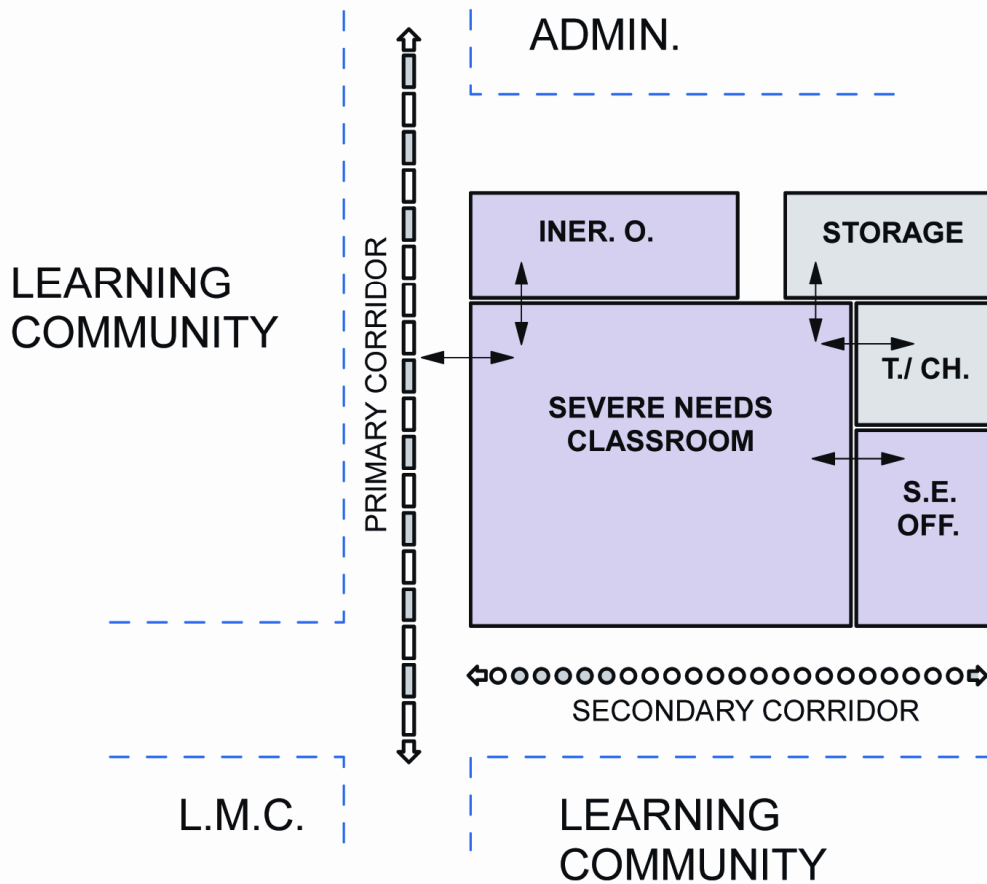 ADMIN.
INER. O.
STORAGE
LEARNING
COMMUNITY
PRIMARY CORRIDOR
T./ CH.
SEVERE NEEDS
CLASSROOM
S.E.
OFF.
SECONDARY CORRIDOR
L.M.C.
LEARNING
COMMUNITY